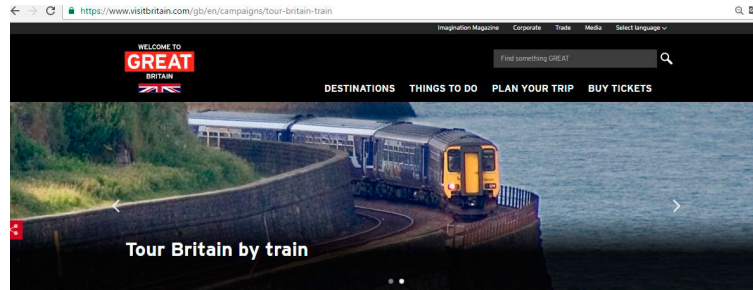 https://www.visitbritain.com/gb/en/campaigns/tour-britain-train
Imagination Magazine Corporate Trade Media Select language
WELCOME TO
GREAT
BRITAIN
Find something GREAT
DESTINATIONS THINGS TO DO PLAN YOUR TRIP BUY TICKETS
Tour Britain by train